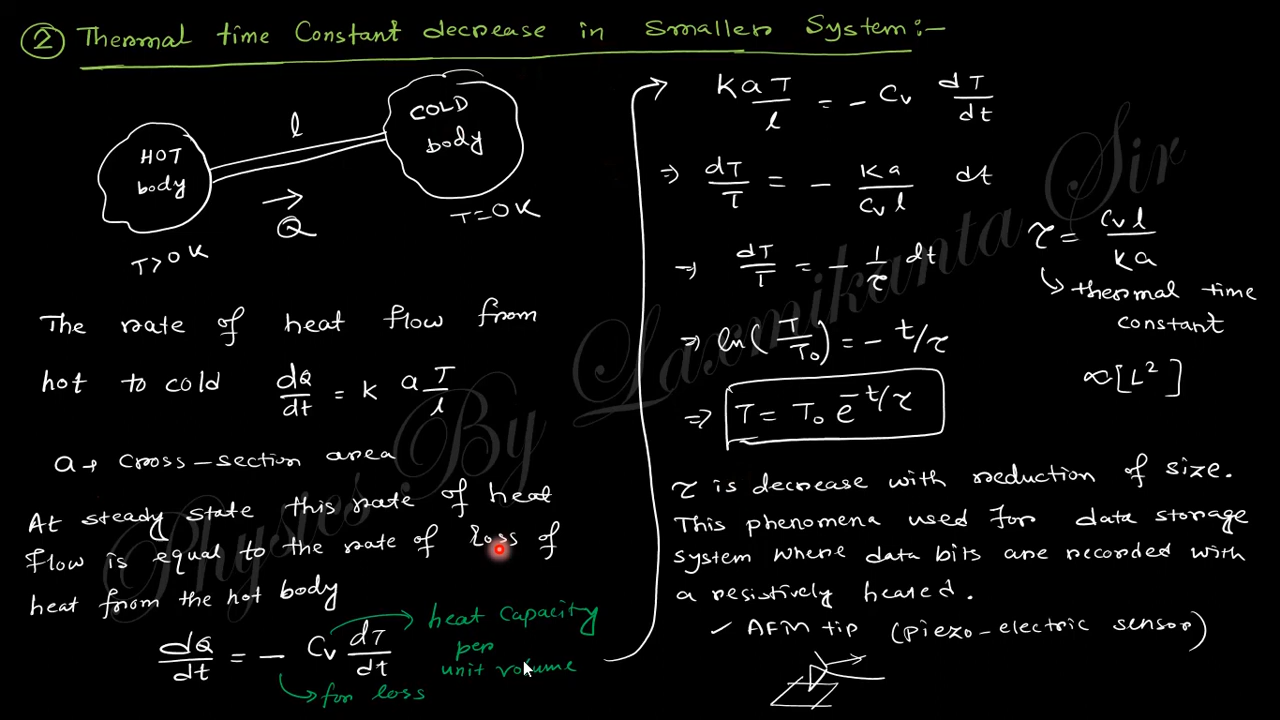 ② Thermal time Constant decrease in Smaller System:-
HOT
body
l
COLD
body
Q
T>0K
T=0K
The rate of heat flow from
hot to cold dQ/dt = K a T/l
a → cross-section area
At steady state this rate of heat
flow is equal to the rate of loss of
heat from the hot body
dQ/dt = - Cv dT/dt
heat capacity
per
unit volume
for loss
K a T/l = - Cv dT/dt
⇒ dT/T = - Ka/Cvl dt
⇒ dT/T = - 1/τ dt
⇒ ln(T/T₀) = - t/τ
⇒ T = T₀ e^-t/τ
τ = Cvl/Ka
thermal time
constant
∝[L²]
τ is decrease with reduction of size.
This phenomena used for data storage
system where data bits are recorded with
a resistively heated.
✓ AFM tip (piezo-electric sensor)
Physics By Laxmikanta Sir